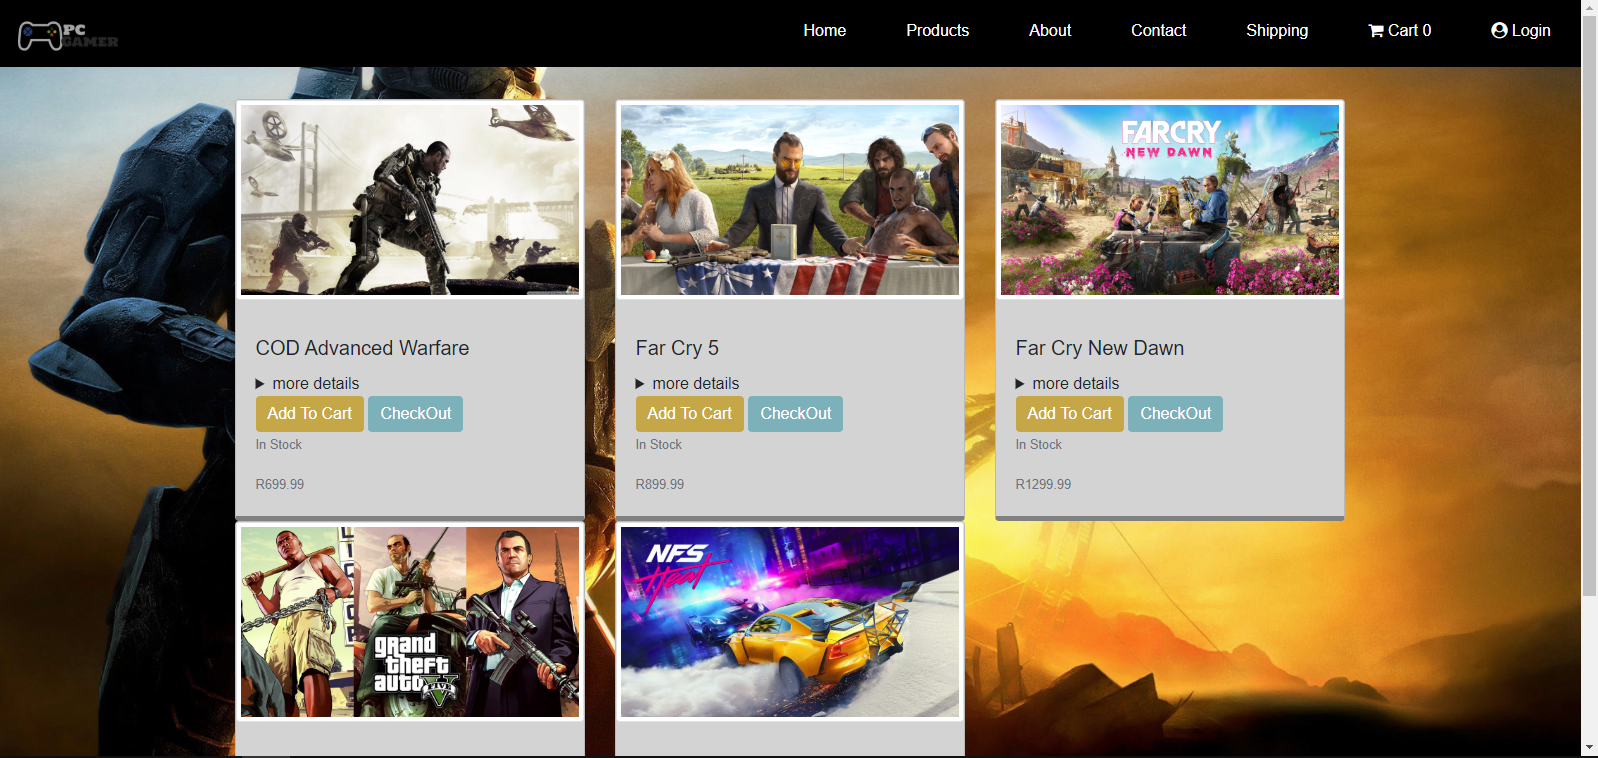 PC
GAMER
Home
Products
About
Contact
Shipping
Cart 0
Login
FARCRY
NEW DAWN
COD Advanced Warfare
Far Cry 5
Far Cry New Dawn
more details
more details
more details
Add To Cart
CheckOut
Add To Cart
CheckOut
Add To Cart
CheckOut
In Stock
In Stock
In Stock
R699.99
R899.99
R1299.99
grand
theft
auto
V
FIVE
NFS
Heat